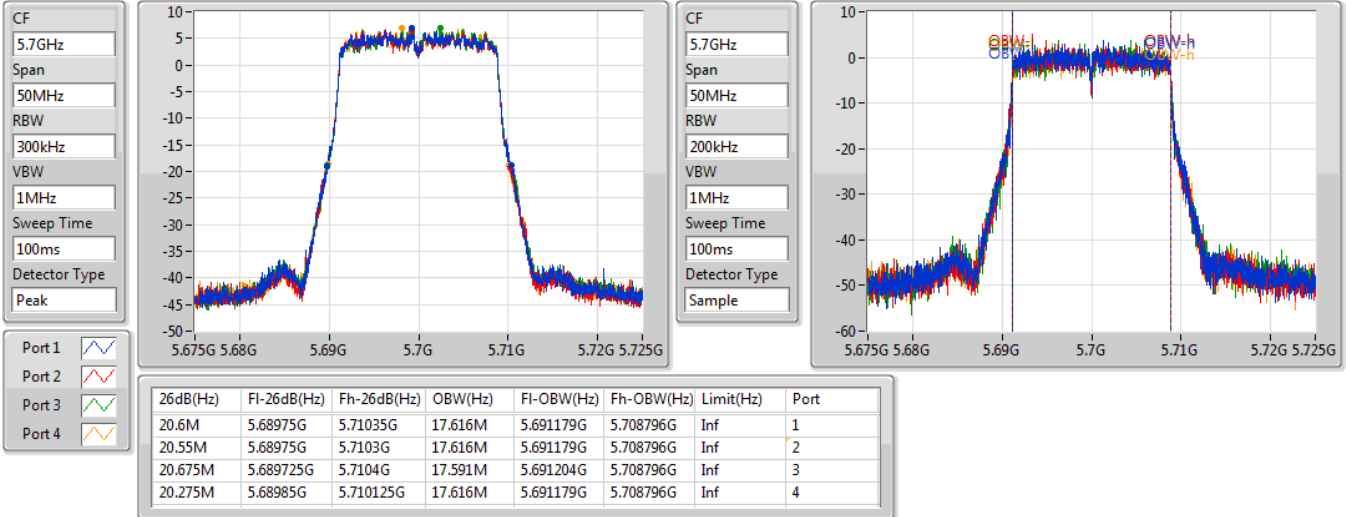 CF
5.7GHz
Span
50MHz
RBW
300kHz
VBW
1MHz
Sweep Time
100ms
Detector Type
Peak
10
5
0
-5
-10
-15
-20
-25
-30
-35
-40
-45
-50
5.675G 5.68G 5.69G 5.7G 5.71G 5.72G 5.725G
CF
5.7GHz
Span
50MHz
RBW
200kHz
VBW
1MHz
Sweep Time
100ms
Detector Type
Sample
10
0
-10
-20
-30
-40
-50
-60
OBW-h
5.675G 5.68G 5.69G 5.7G 5.71G 5.72G 5.725G
Port 1
Port 2
Port 3
Port 4
26dB(Hz) Fl-26dB(Hz) Fh-26dB(Hz) OBW(Hz) Fl-OBW(Hz) Fh-OBW(Hz) Limit(Hz) Port
20.6M 5.68975G 5.71035G 17.616M 5.691179G 5.708796G Inf 1
20.55M 5.68975G 5.7103G 17.616M 5.691179G 5.708796G Inf 2
20.675M 5.689725G 5.7104G 17.591M 5.691204G 5.708796G Inf 3
20.275M 5.68985G 5.710125G 17.616M 5.691179G 5.708796G Inf 4